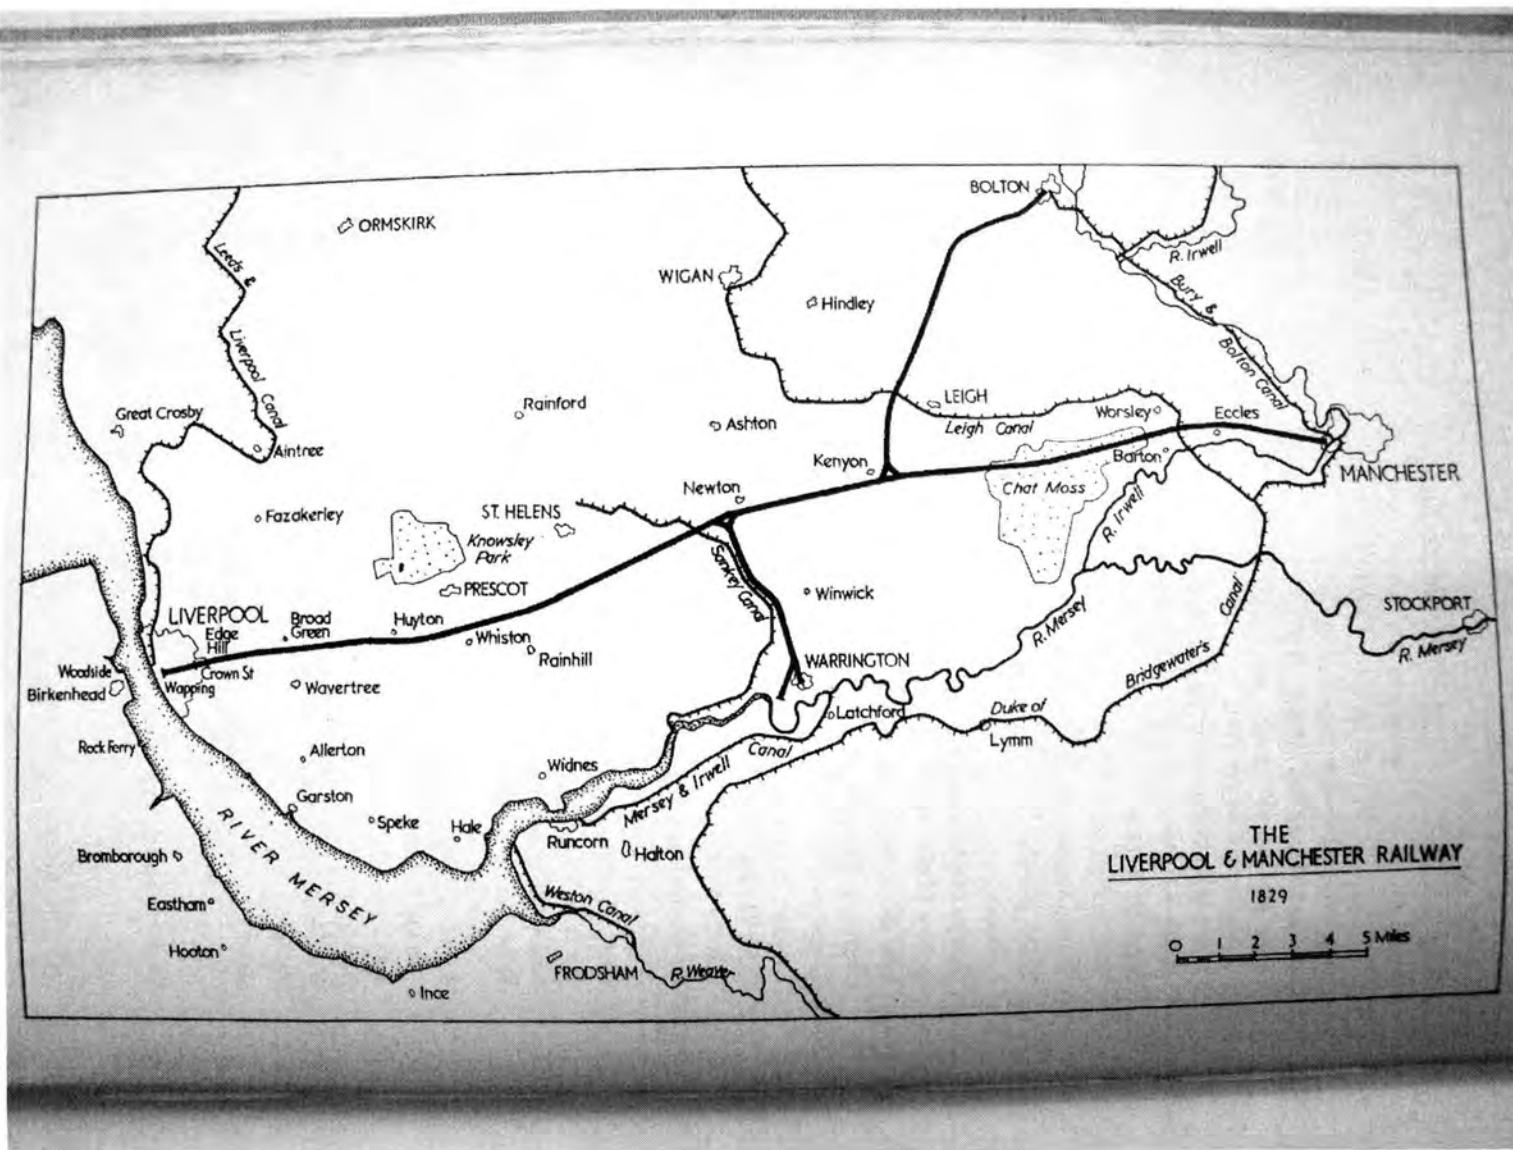 BOLTON
ORMSKIRK
R. Irwell
Leeds &
Liverpool Canal
WIGAN
Hindley
Bury &
Bolton Canal
Great Crosby
Rainford
Ashton
LEIGH
Leigh Canal
Worsley
Eccles
Aintree
Kenyon
Barton
MANCHESTER
Newton
Chat Moss
Fazakerley
ST. HELENS
Knowsley
Park
R. Irwell
Sankey Canal
PRESCOT
Winwick
LIVERPOOL
Edge
Hill
Broad
Green
Huyton
Whiston
Rainhill
R. Mersey
Canal
STOCKPORT
R. Mersey
Woodside
Birkenhead
Crown St
Wapping
Wavertree
WARRINGTON
Bridgewater's
Latchford
Duke of
Lymm
Rock Ferry
Allerton
Widnes
Canal
Mersey & Irwell
Garston
Speke
Hale
Runcorn
Halton
RIVER MERSEY
Bromborough
Eastham
Hooton
Weston Canal
FRODSHAM
R. Weaver
Ince
THE
LIVERPOOL & MANCHESTER RAILWAY
1829
0 1 2 3 4 5 Miles